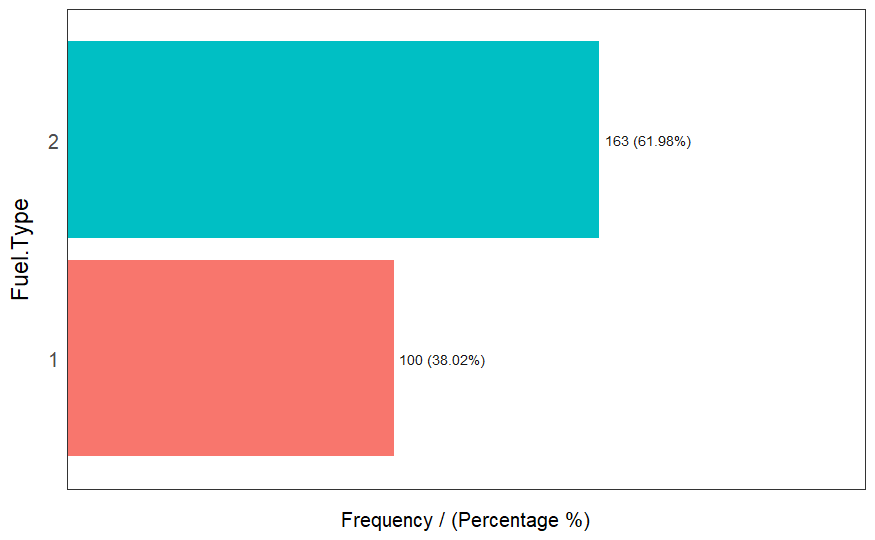 Fuel.Type
2
163 (61.98%)
1
100 (38.02%)
Frequency / (Percentage %)